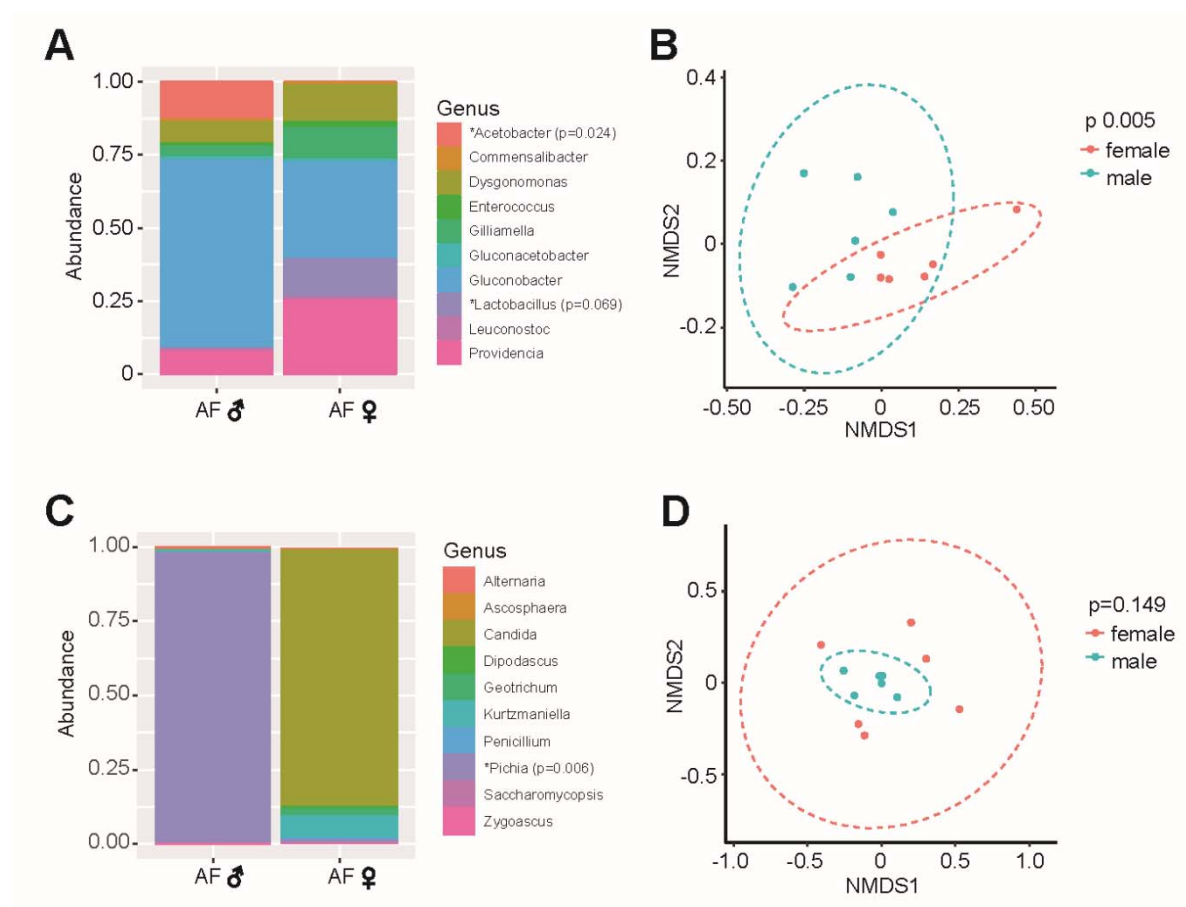 A
1.00
0.75
0.50
0.25
0
Abundance
AF ♂
AF ♀
Genus
*Acetobacter (p=0.024)
Commensalibacter
Dysgonomonas
Enterococcus
Gilliamella
Gluconacetobacter
Gluconobacter
*Lactobacillus (p=0.069)
Leuconostoc
Providencia
B
0.4
0.2
0
-0.2
NMDS2
-0.50
-0.25
0
0.25
0.50
NMDS1
p 0.005
female
male
C
1.00
0.75
0.50
0.25
0.00
Abundance
AF ♂
AF ♀
Genus
Alternaria
Ascosphaera
Candida
Dipodascus
Geotrichum
Kurtzmaniella
Penicillium
*Pichia (p=0.006)
Saccharomycopsis
Zygoascus
D
0.5
0
-0.5
NMDS2
-1.0
-0.5
0
0.5
1.0
NMDS1
p=0.149
female
male